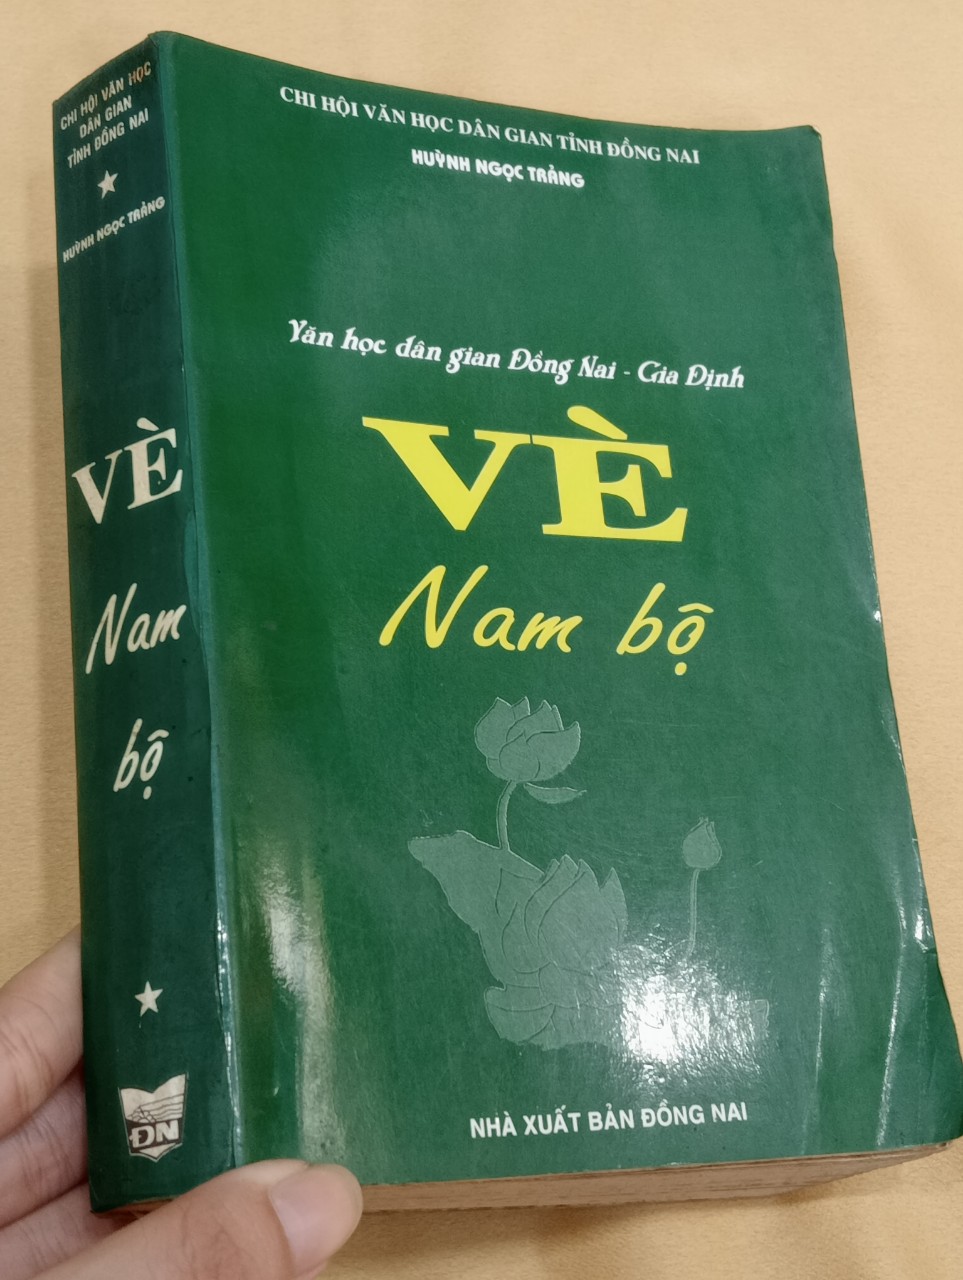 CHI HỘI VĂN HỌC
DÂN GIAN
TỈNH ĐỒNG NAI
HUỲNH NGỌC TRẢNG
VÈ
Nam
bộ
ĐN
CHI HỘI VĂN HỌC DÂN GIAN TỈNH ĐỒNG NAI
HUỲNH NGỌC TRẢNG
Văn học dân gian Đồng Nai - Gia Định
VÈ
Nam bộ
NHÀ XUẤT BẢN ĐỒNG NAI